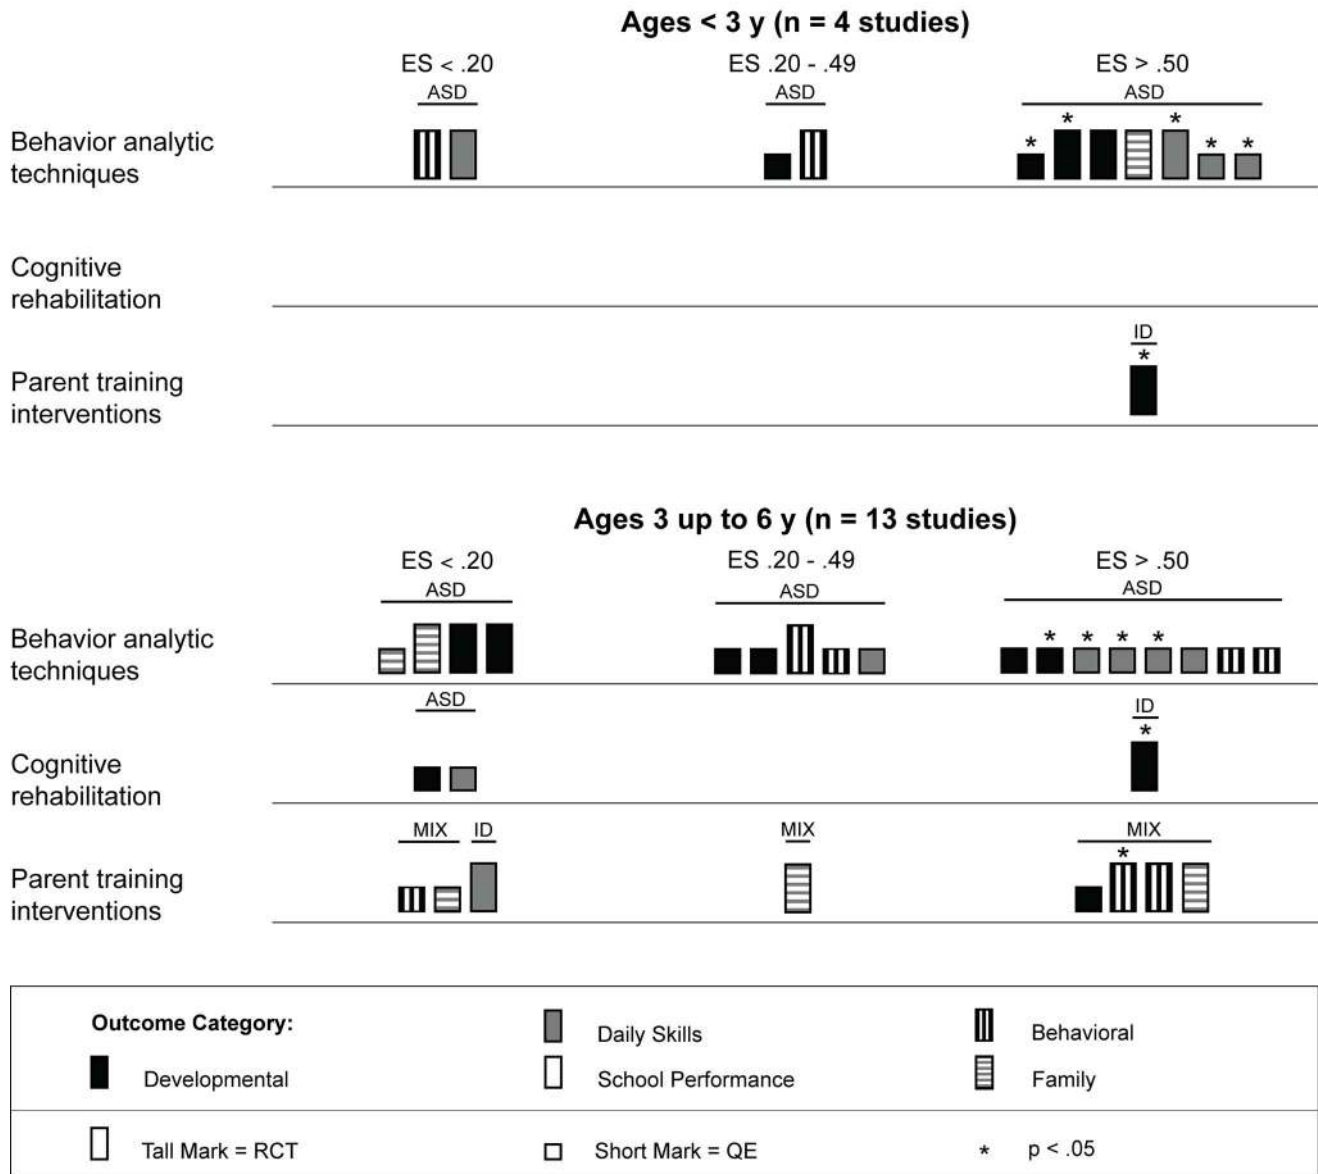 Ages < 3 y (n = 4 studies)
ES < .20
ES .20 - .49
ES > .50
ASD
ASD
ASD
Behavior analytic
techniques
* * * * *
Cognitive
rehabilitation
ID
*
Parent training
interventions
Ages 3 up to 6 y (n = 13 studies)
ES < .20
ES .20 - .49
ES > .50
ASD
ASD
ASD
Behavior analytic
techniques
* * * *
ASD
ID
*
Cognitive
rehabilitation
MIX ID
MIX
MIX
*
Parent training
interventions
Outcome Category:
Daily Skills
Behavioral
Developmental
School Performance
Family
Tall Mark = RCT
Short Mark = QE
* p < .05